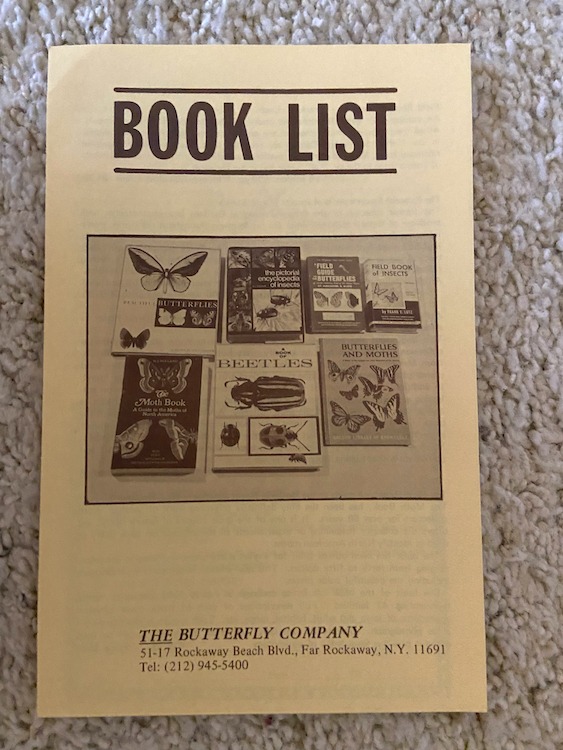 BOOK LIST
BUTTERFLIES
the pictorial
encyclopedia
of insects
FIELD
GUIDE
BUTTERFLIES
FIELD BOOK
of INSECTS
by FRANK E. LUTZ
The
Moth Book
A Guide to the Moths of
North America
A BOOK OF
BEETLES
BUTTERFLIES
AND MOTHS
THE BUTTERFLY COMPANY
51-17 Rockaway Beach Blvd., Far Rockaway, N.Y. 11691
Tel: (212) 945-5400